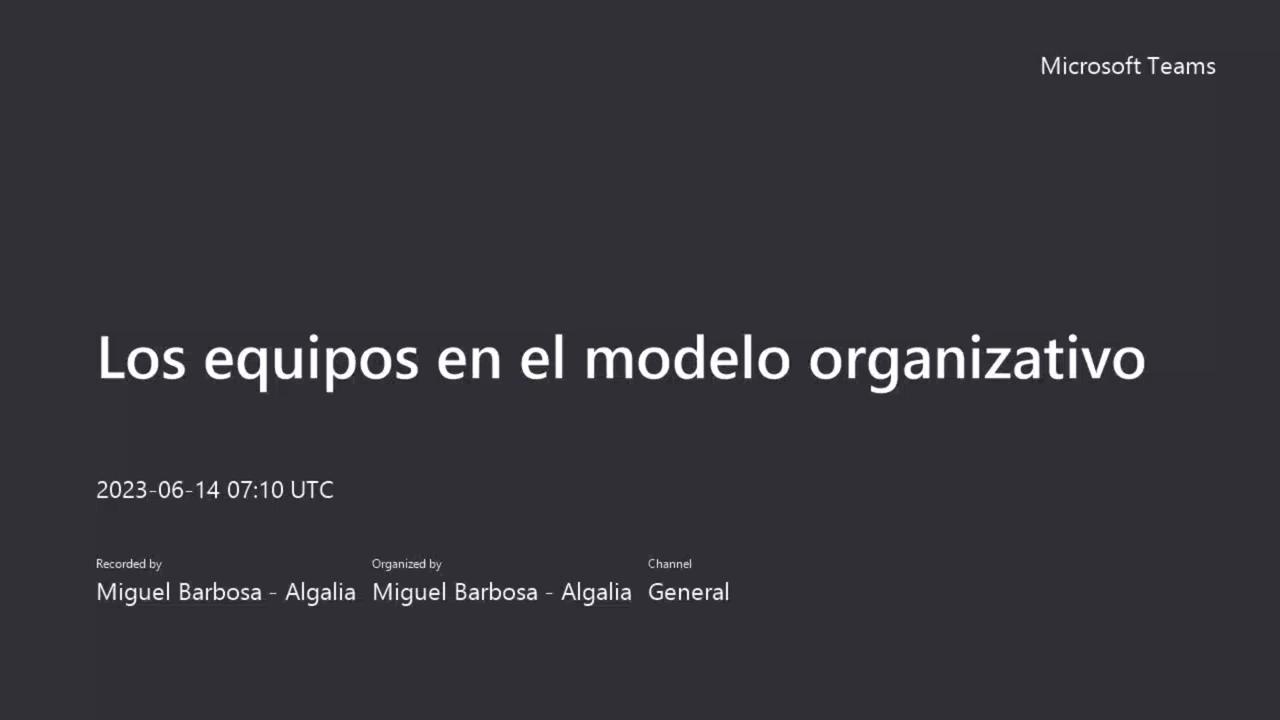 Microsoft Teams
Los equipos en el modelo organizativo
2023-06-14 07:10 UTC
Recorded by Organized by Channel
Miguel Barbosa - Algalia Miguel Barbosa - Algalia General